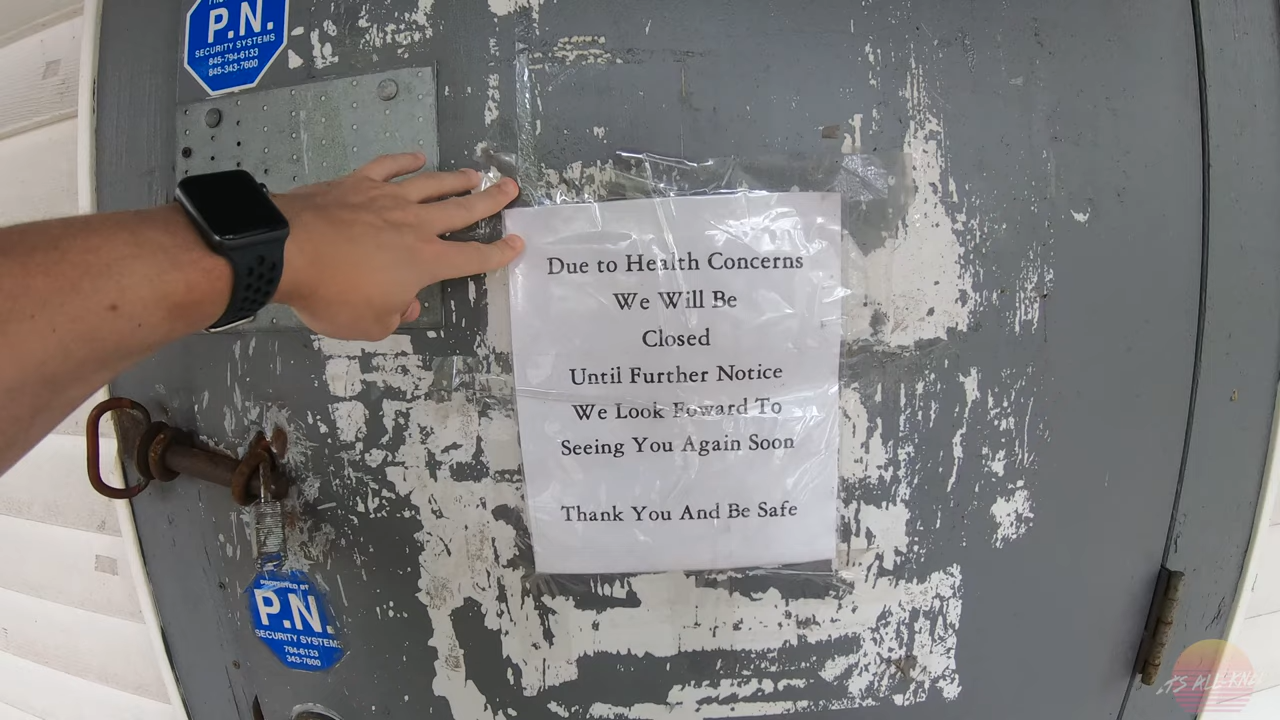 P.N.
SECURITY SYSTEMS
845-794-6133
845-343-7600
Due to Health Concerns
We Will Be
Closed
Until Further Notice
We Look Foward To
Seeing You Again Soon
Thank You And Be Safe
PROTECTED BY
P.N.
SECURITY SYSTEMS
794-6133
343-7600